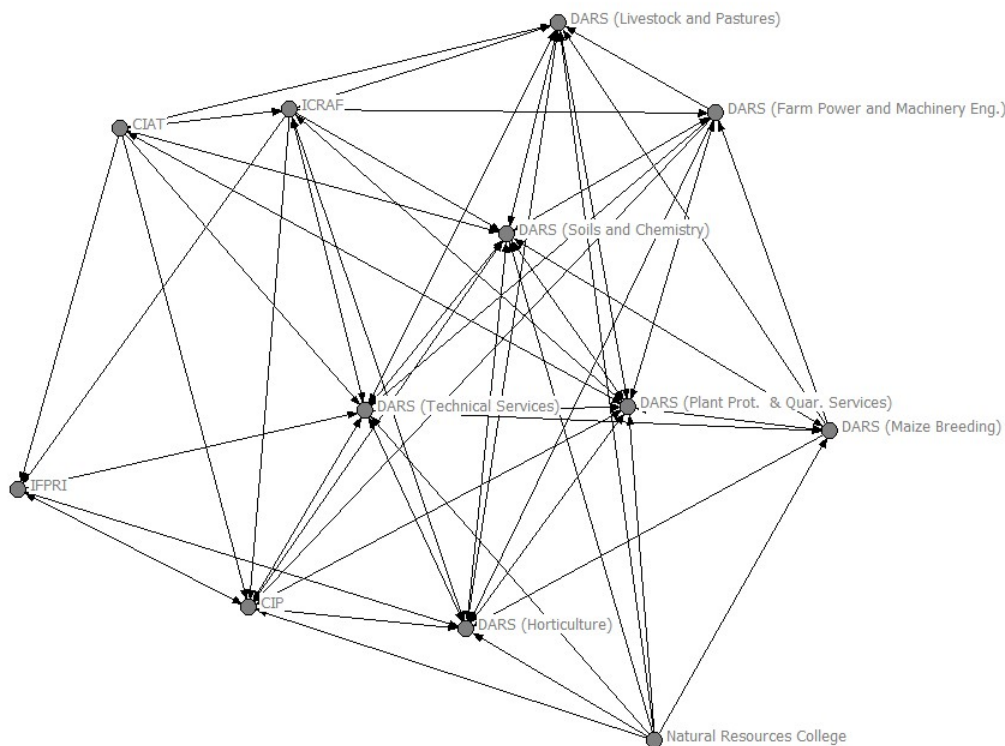 DARS (Livestock and Pastures)
ICRAF
DARS (Farm Power and Machinery Eng.)
CIAT
DARS (Soils and Chemistry)
DARS (Technical Services)
DARS (Plant Prot. & Quar. Services)
DARS (Maize Breeding)
IFPRI
CIP
DARS (Horticulture)
Natural Resources College